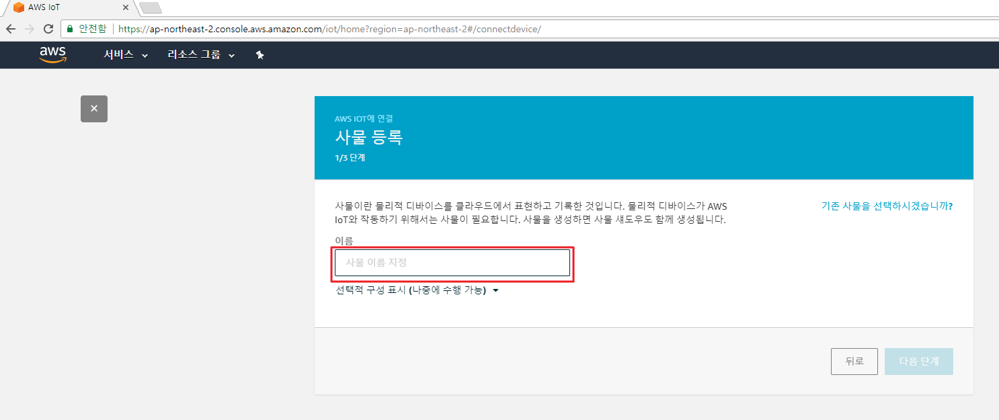 AWS IoT
안전함 https://ap-northeast-2.console.aws.amazon.com/iot/home?region=ap-northeast-2#/connectdevice/
aws 서비스 리소스 그룹
AWS IOT에 연결
사물 등록
1/3 단계
사물이란 물리적 디바이스를 클라우드에서 표현하고 기록한 것입니다. 물리적 디바이스가 AWS
IoT와 작동하기 위해서는 사물이 필요합니다. 사물을 생성하면 사물 섀도우도 함께 생성됩니다.
기존 사물을 선택하시겠습니까?
이름
사물 이름 지정
선택적 구성 표시 (나중에 수행 가능)
뒤로
다음 단계